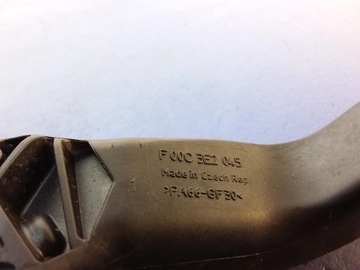 F 00C 3E2 045
Made in Czech Rep
>PA66-GF30<